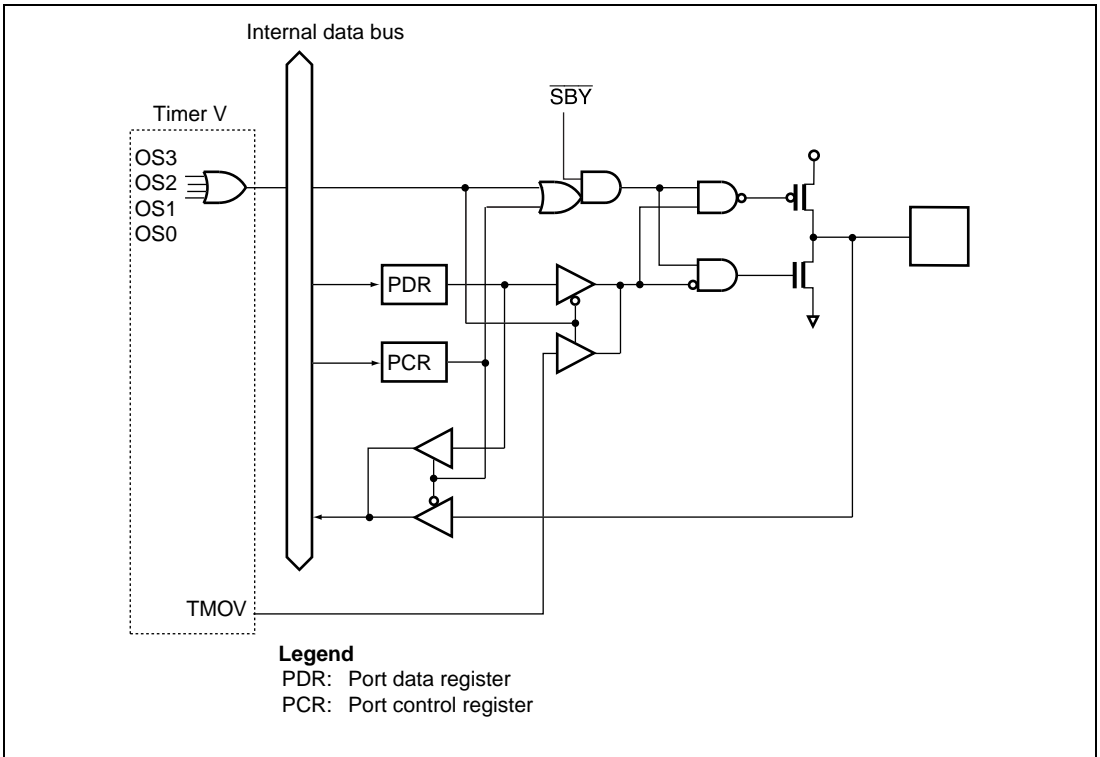 Internal data bus
SBY
Timer V
OS3
OS2
OS1
OS0
PDR
PCR
TMOV
Legend
PDR: Port data register
PCR: Port control register